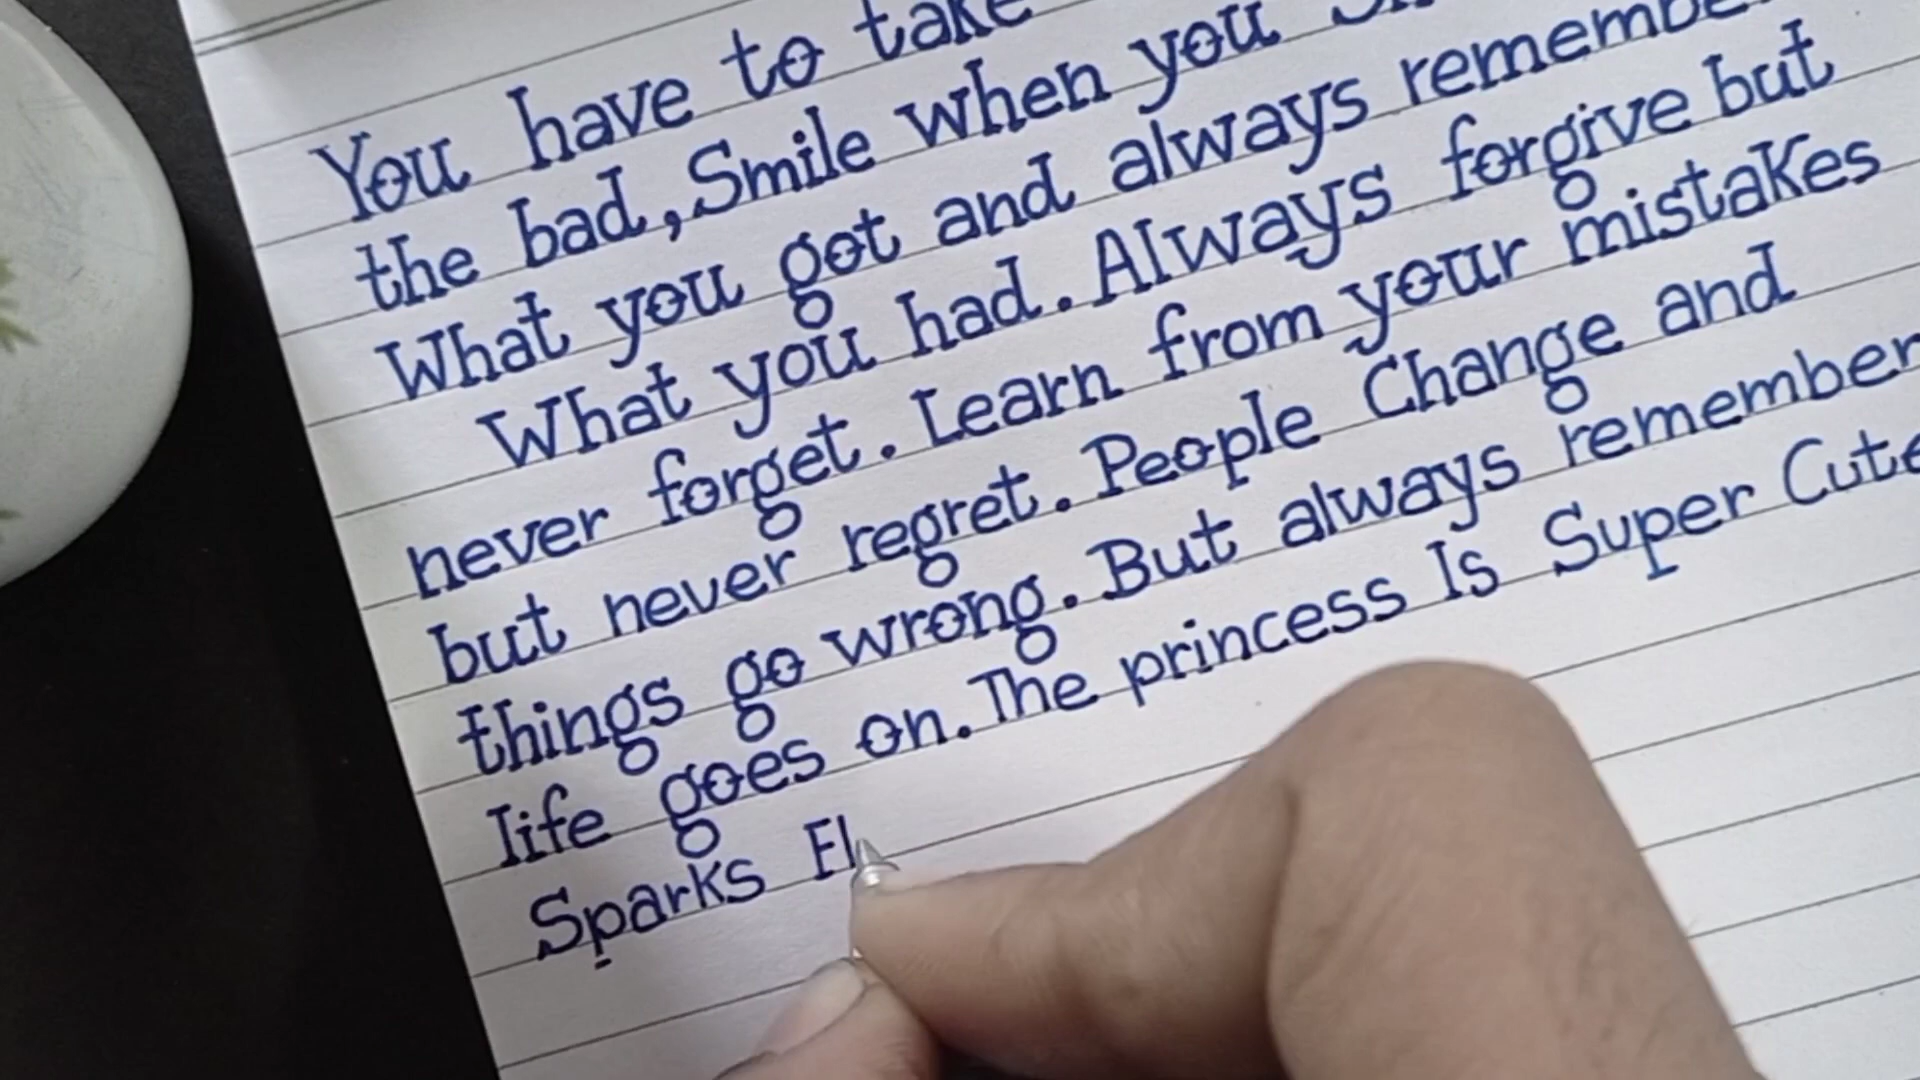 You have to take
the bad, Smile when you
What you got and always remember
What you had. Always forgive but
never forget. Learn from your mistakes
but never regret. People Change and
things go wrong. But always remember
life goes on. The princess Is Super Cute
Sparks Fl